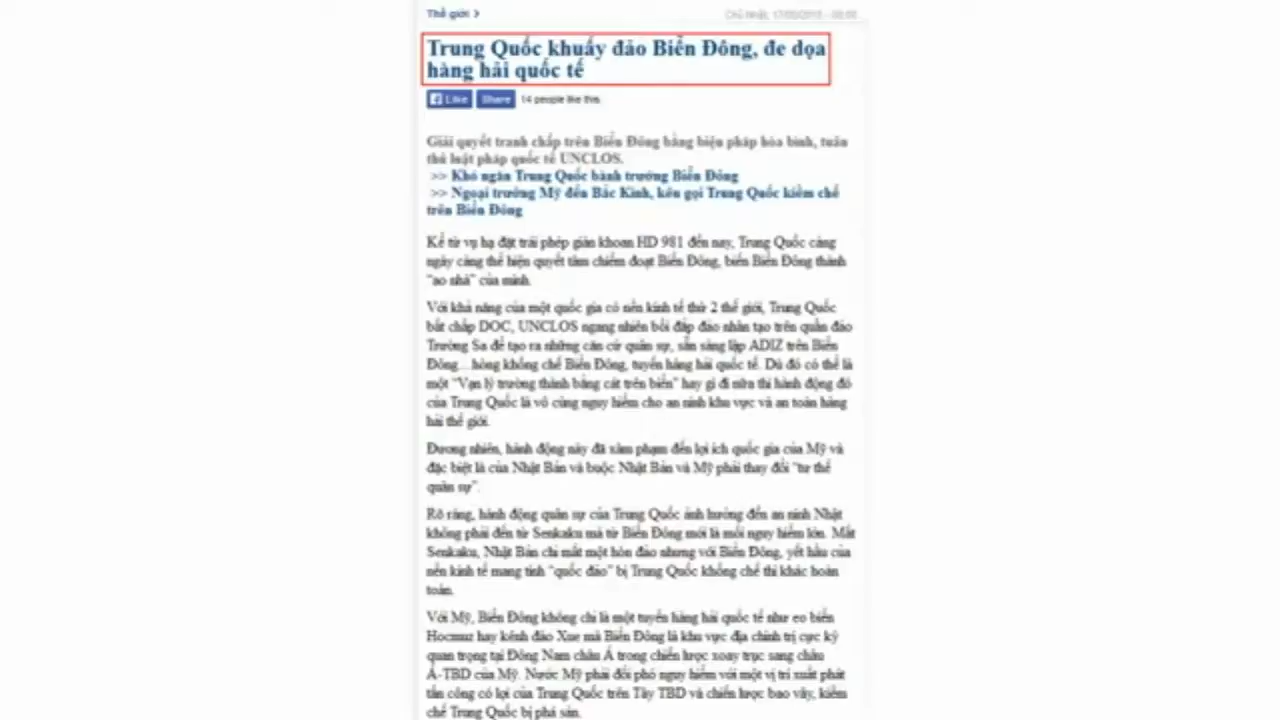 Thế giới >
Chủ Nhật, 17/05/2015 -
Trung Quốc khuấy đảo Biển Đông, đe dọa
hàng hải quốc tế
Like Share 14 people like this.
Giải quyết tranh chấp trên Biển Đông bằng biện pháp hòa bình, tuân
thủ luật pháp quốc tế UNCLOS.
>> Khó ngăn Trung Quốc bành trướng Biển Đông
>> Ngoại trưởng Mỹ đến Bắc Kinh, kêu gọi Trung Quốc kiềm chế
trên Biển Đông
Kể từ vụ hạ đặt trái phép giàn khoan HD 981 đến nay, Trung Quốc càng
ngày càng thể hiện quyết tâm chiếm đoạt Biển Đông, biến Biển Đông thành
"ao nhà" của mình.
Với khả năng của một quốc gia có nền kinh tế thứ 2 thế giới, Trung Quốc
bất chấp DOC, UNCLOS ngang nhiên bồi đắp đảo nhân tạo trên quần đảo
Trường Sa để tạo ra những căn cứ quân sự, sẵn sàng lập ADIZ trên Biển
Đông...hòng khống chế Biển Đông, tuyến hàng hải quốc tế. Dù đó có thể là
một "Vạn lý trường thành bằng cát trên biển" hay gì đi nữa thì hành động đó
của Trung Quốc là vô cùng nguy hiểm cho an ninh khu vực và an toàn hàng
hải thế giới.
Đương nhiên, hành động này đã xâm phạm đến lợi ích quốc gia của Mỹ và
đặc biệt là của Nhật Bản và buộc Nhật Bản và Mỹ phải thay đổi "tư thế
quân sự".
Rõ ràng, hành động quân sự của Trung Quốc ảnh hưởng đến an ninh Nhật
không phải đến từ Senkaku mà từ Biển Đông mới là mối nguy hiểm lớn. Mất
Senkaku, Nhật Bản chỉ mất một hòn đảo nhưng với Biển Đông, yết hầu của
nền kinh tế mang tính "quốc đảo" bị Trung Quốc khống chế thì khác hoàn
toàn.
Với Mỹ, Biển Đông không chỉ là một tuyến hàng hải quốc tế như eo biển
Hocmuz hay kênh đào Xue mà Biển Đông là khu vực địa chính trị cực kỳ
quan trọng tại Đông Nam châu Á trong chiến lược xoay trục sang châu
Á-TBD của Mỹ. Nước Mỹ phải đối phó nguy hiểm với một vị trí xuất phát
tấn công có lợi của Trung Quốc trên Tây TBD và chiến lược bao vây, kiềm
chế Trung Quốc bị phá sản.